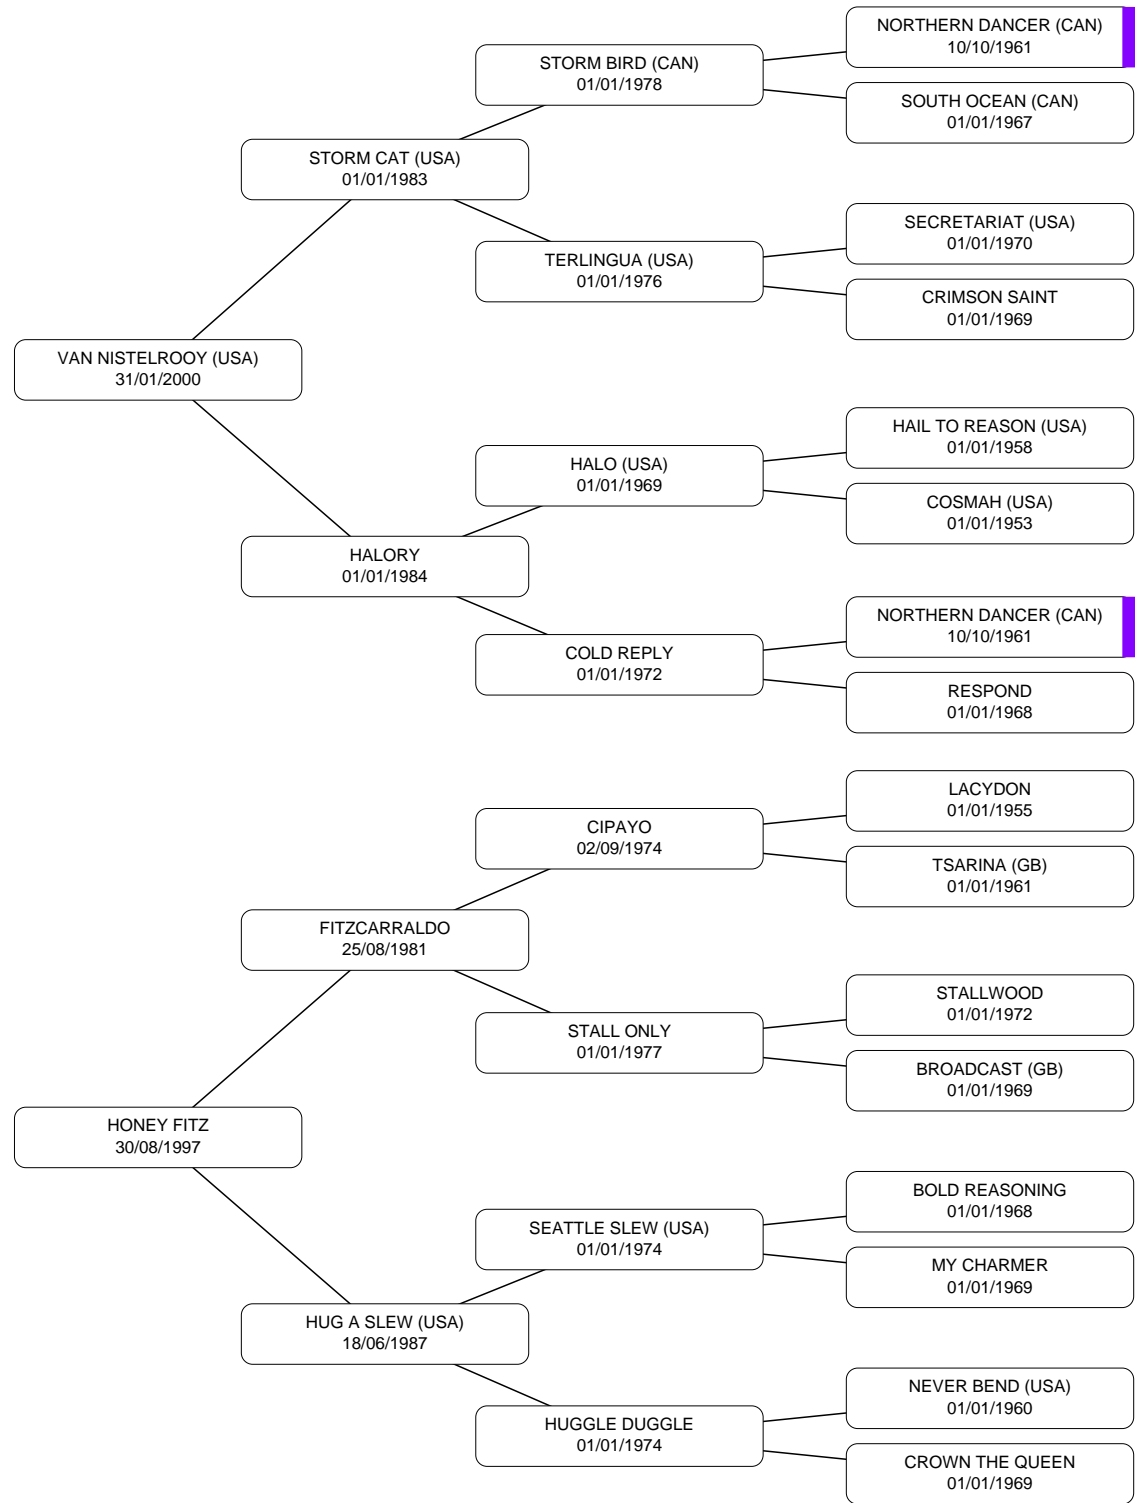 NORTHERN DANCER (CAN)
10/10/1961
STORM BIRD (CAN)
01/01/1978
SOUTH OCEAN (CAN)
01/01/1967
STORM CAT (USA)
01/01/1983
SECRETARIAT (USA)
01/01/1970
TERLINGUA (USA)
01/01/1976
CRIMSON SAINT
01/01/1969
VAN NISTELROOY (USA)
31/01/2000
HAIL TO REASON (USA)
01/01/1958
HALO (USA)
01/01/1969
COSMAH (USA)
01/01/1953
HALORY
01/01/1984
NORTHERN DANCER (CAN)
10/10/1961
COLD REPLY
01/01/1972
RESPOND
01/01/1968
LACYDON
01/01/1955
CIPAYO
02/09/1974
TSARINA (GB)
01/01/1961
FITZCARRALDO
25/08/1981
STALLWOOD
01/01/1972
STALL ONLY
01/01/1977
BROADCAST (GB)
01/01/1969
HONEY FITZ
30/08/1997
BOLD REASONING
01/01/1968
SEATTLE SLEW (USA)
01/01/1974
MY CHARMER
01/01/1969
HUG A SLEW (USA)
18/06/1987
NEVER BEND (USA)
01/01/1960
HUGGLE DUGGLE
01/01/1974
CROWN THE QUEEN
01/01/1969